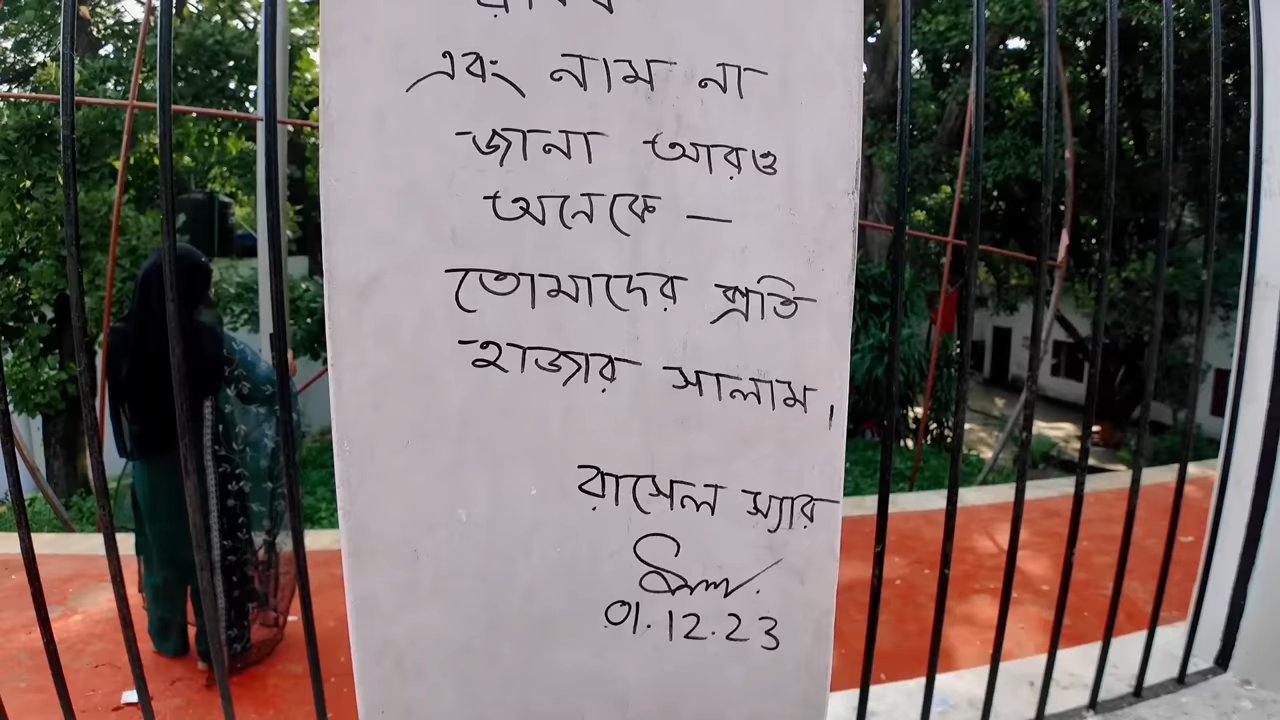 এবং নাম না
জানা আরও
অনেকে —
তোমাদের প্রতি
হাজার সালাম।
রাসেল স্যার
01.12.23